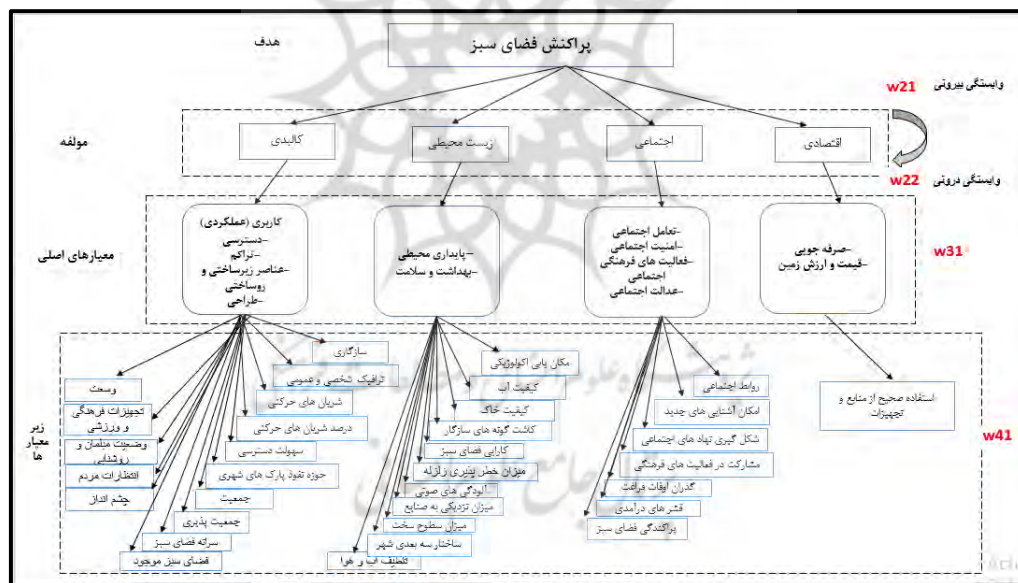 هدف
پراکنش فضای سبز
w21
وابستگی بیرونی
مولفه
کالبدی
زیست محیطی
اجتماعی
اقتصادی
w22
وابستگی درونی
معیارهای اصلی
کاربری (عملکردی)
-دسترسی
-تراکم
-عناصر زیرساختی و
روساختی
-طراحی
-پایداری محیطی
-بهداشت و سلامت
-تعامل اجتماعی
-امنیت اجتماعی
-فعالیت های فرهنگی
اجتماعی
-عدالت اجتماعی
-صرفه جویی
-قیمت و ارزش زمین
w31
زیر
معیار
ها
وسعت
تجهیزات فرهنگی
و ورزشی
وضعیت مبلمان و
روشنایی
انتظارات مردم
چشم انداز
سازگاری
ترافیک شخصی و عمومی
شریان های حرکتی
درصد شریان های حرکتی
سهولت دسترسی
حوزه نفوذ پارک های شهری
جمعیت
جمعیت پذیری
سرانه فضای سبز
فضای سبز موجود
مکان یابی اکولوژیکی
کیفیت آب
کیفیت خاک
کاشت گونه های سازگار
کارایی فضای سبز
میزان خطر پذیری زلزله
آلودگی های صوتی
میزان نزدیکی به صنایع
میزان سطوح سخت
ساختار سه بعدی شهر
تلطیف آب و هوا
روابط اجتماعی
امکان آشنایی های جدید
شکل گیری نهاد های اجتماعی
مشارکت در فعالیت های فرهنگی
گذران اوقات فراغت
قشر های درآمدی
پراکندگی فضای سبز
استفاده صحیح از منابع و
تجهیزات
w41